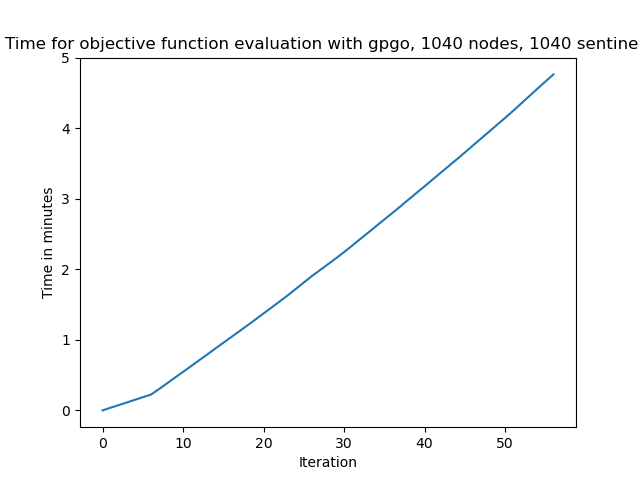 Time for objective function evaluation with gpgo, 1040 nodes, 1040 sentine
5
4
3
2
1
0
Time in minutes
0 10 20 30 40 50
Iteration